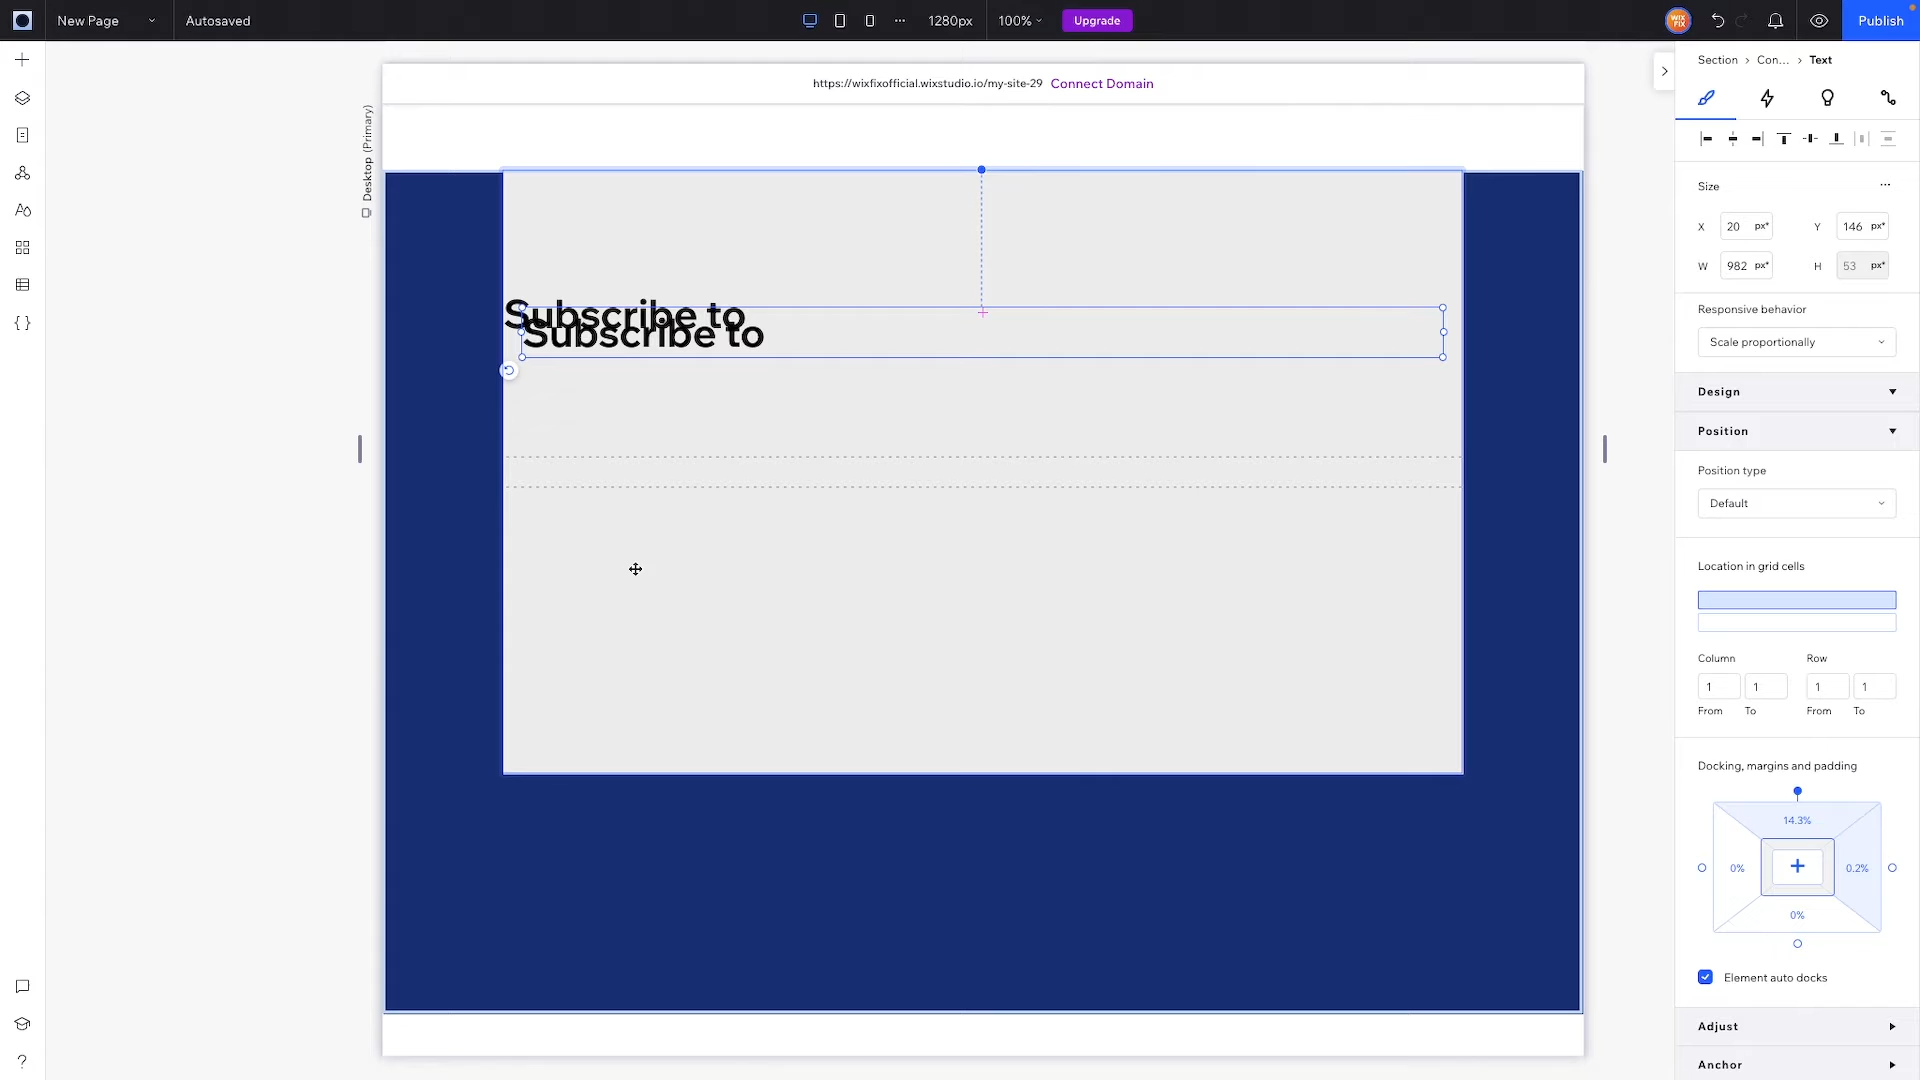 New Page
Autosaved
1280px
100%
Upgrade
WIX
FIX
Publish
https://wixfixofficial.wixstudio.io/my-site-29 Connect Domain
Desktop (Primary)
Subscribe to
Subscribe to
Section > Con... > Text
Size
X 20 px* Y 146 px*
W 982 px* H 53 px*
Responsive behavior
Scale proportionally
Design
Position
Position type
Default
Location in grid cells
Column Row
1 1 1 1
From To From To
Docking, margins and padding
14.3%
0% 0.2%
0%
Element auto docks
Adjust
Anchor